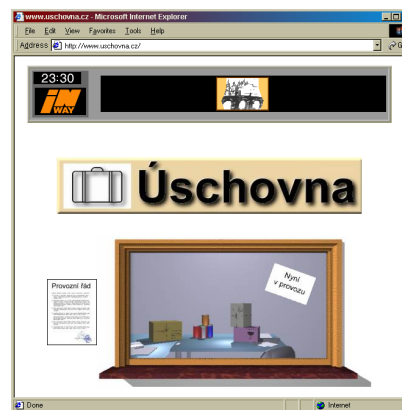 www.uschovna.cz - Microsoft Internet Explorer
File Edit View Favorites Tools Help
Address http://www.uschovna.cz/ G
23:30
iN
WAY
Úschovna
Provozní řád
Nyní
v provozu
Done Internet